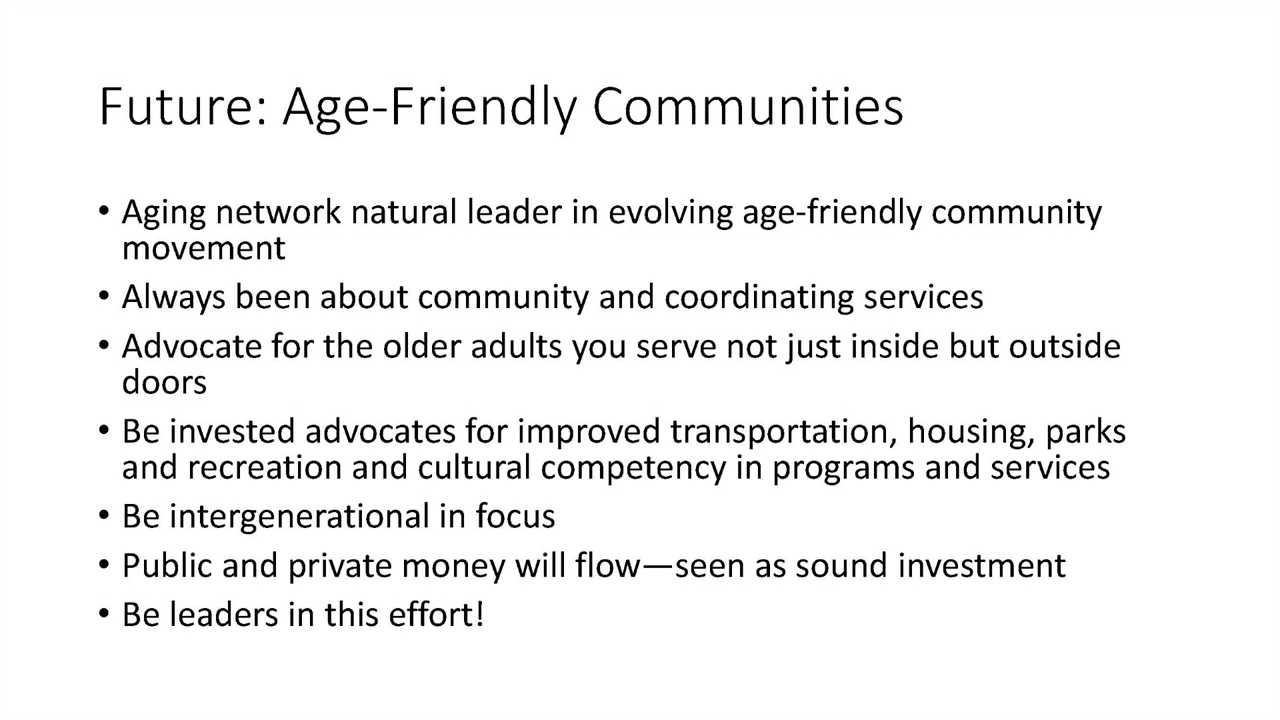 Future: Age-Friendly Communities
• Aging network natural leader in evolving age-friendly community
movement
• Always been about community and coordinating services
• Advocate for the older adults you serve not just inside but outside
doors
• Be invested advocates for improved transportation, housing, parks
and recreation and cultural competency in programs and services
• Be intergenerational in focus
• Public and private money will flow—seen as sound investment
• Be leaders in this effort!